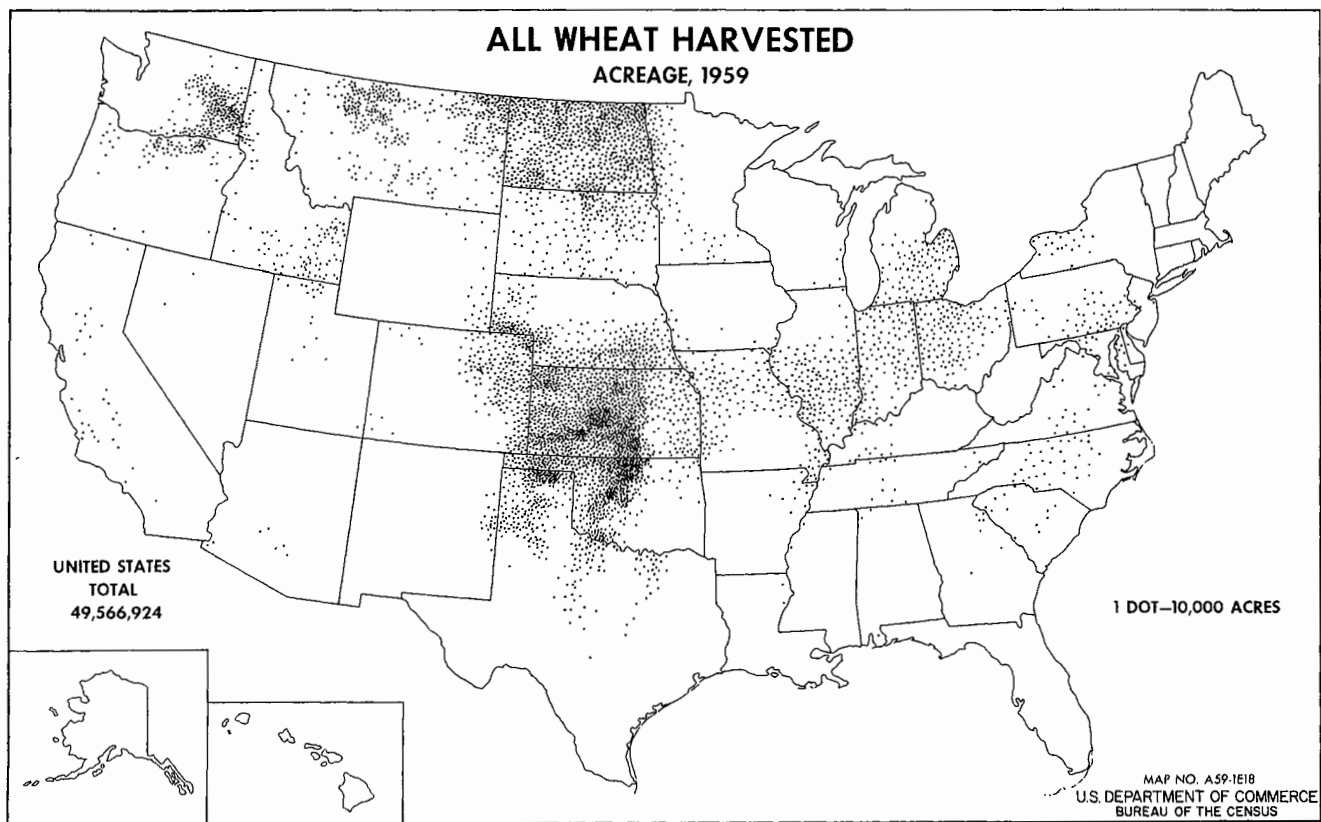 ALL WHEAT HARVESTED
ACREAGE, 1959
UNITED STATES
TOTAL
49,566,924
1 DOT–10,000 ACRES
MAP NO. A59-1E18
U.S. DEPARTMENT OF COMMERCE
BUREAU OF THE CENSUS